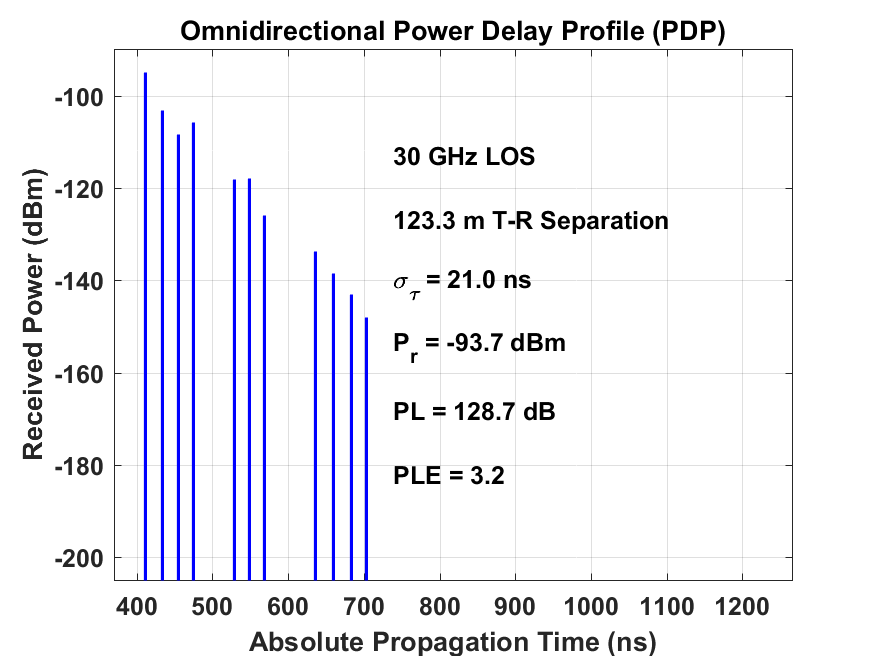 Omnidirectional Power Delay Profile (PDP)
Received Power (dBm)
-100
-120
-140
-160
-180
-200
30 GHz LOS
123.3 m T-R Separation
σ_τ = 21.0 ns
P_r = -93.7 dBm
PL = 128.7 dB
PLE = 3.2
400 500 600 700 800 900 1000 1100 1200
Absolute Propagation Time (ns)